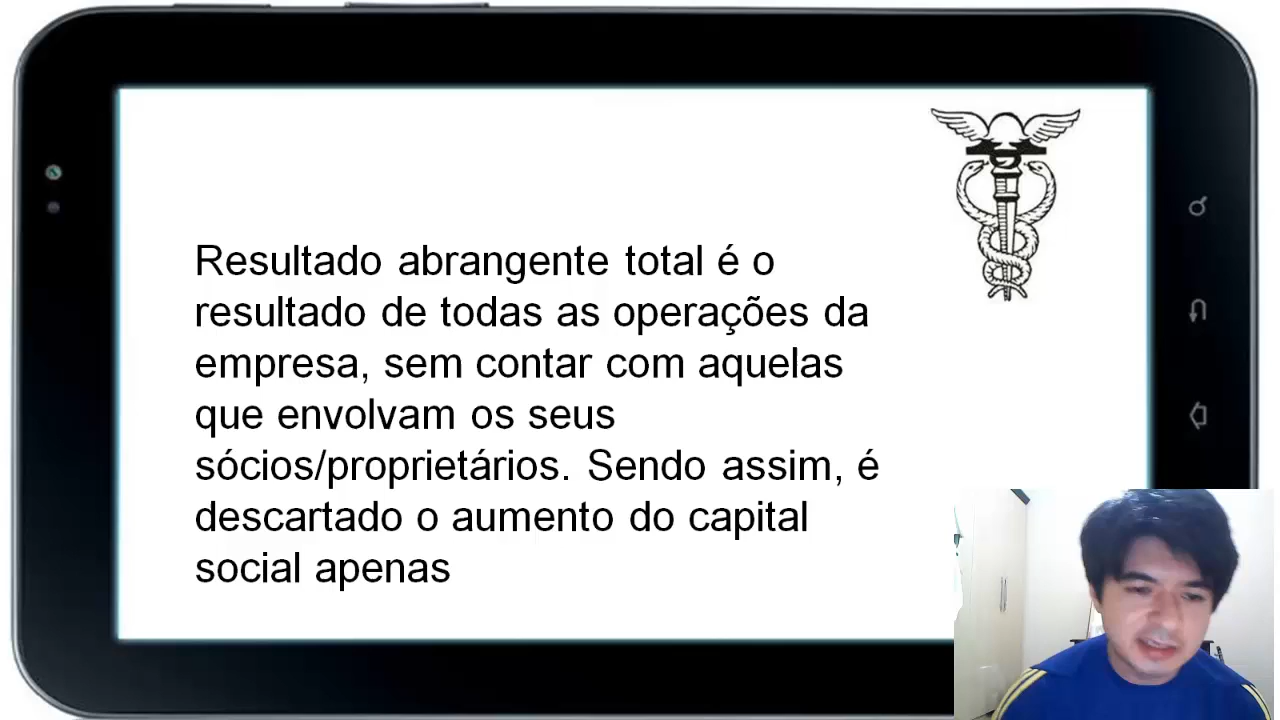 Resultado abrangente total é o
resultado de todas as operações da
empresa, sem contar com aquelas
que envolvam os seus
sócios/proprietários. Sendo assim, é
descartado o aumento do capital
social apenas